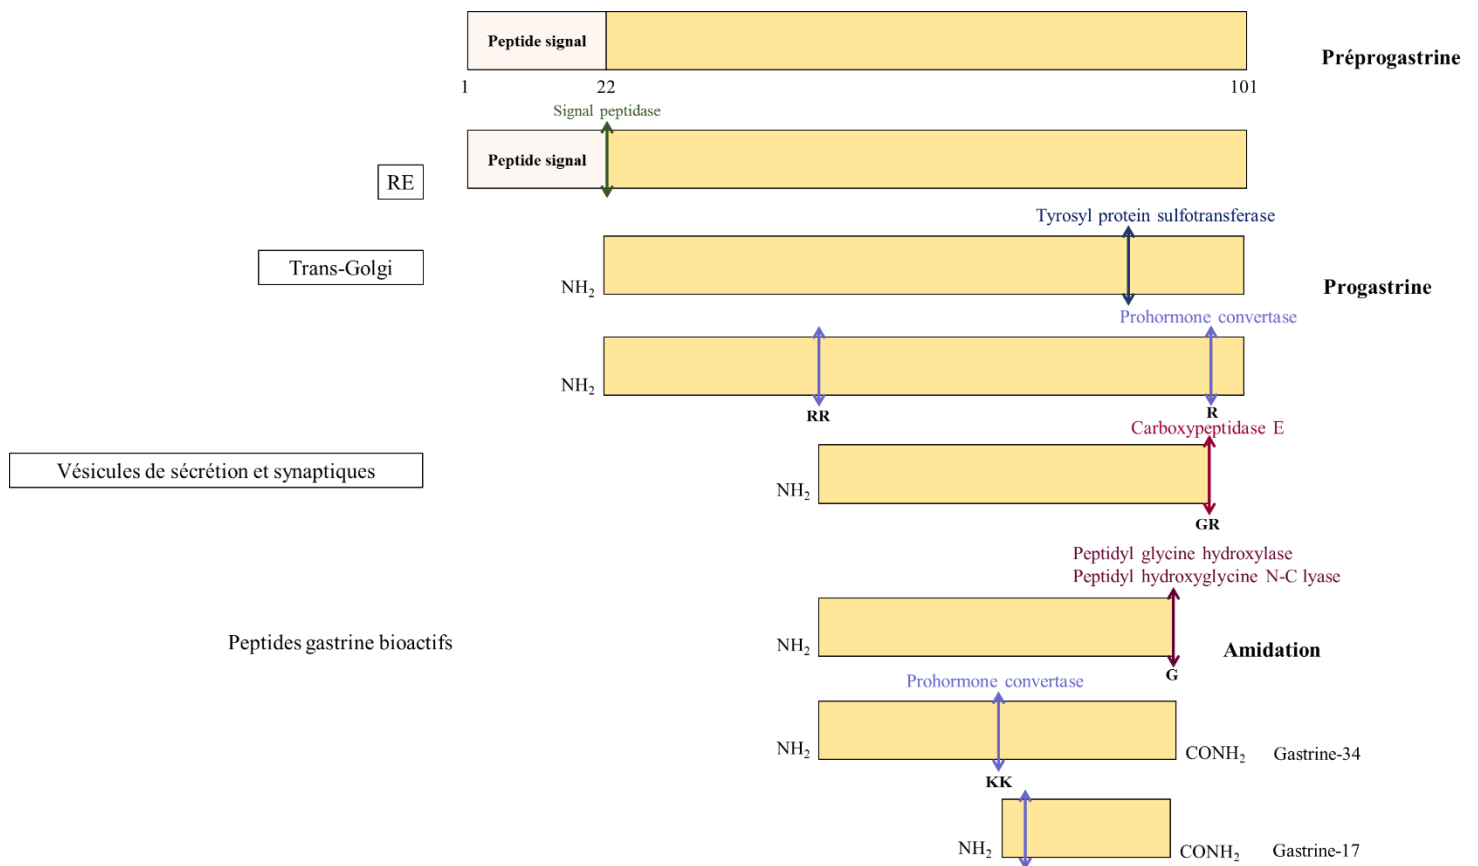 Peptide signal
Préprogastrine
1
22
101
Signal peptidase
Peptide signal
RE
Tyrosyl protein sulfotransferase
Trans-Golgi
NH2
Progastrine
Prohormone convertase
NH2
RR
R
Carboxypeptidase E
Vésicules de sécrétion et synaptiques
NH2
GR
Peptidyl glycine hydroxylase
Peptidyl hydroxyglycine N-C lyase
Peptides gastrine bioactifs
NH2
Amidation
G
Prohormone convertase
NH2
CONH2
Gastrine-34
KK
NH2
CONH2
Gastrine-17